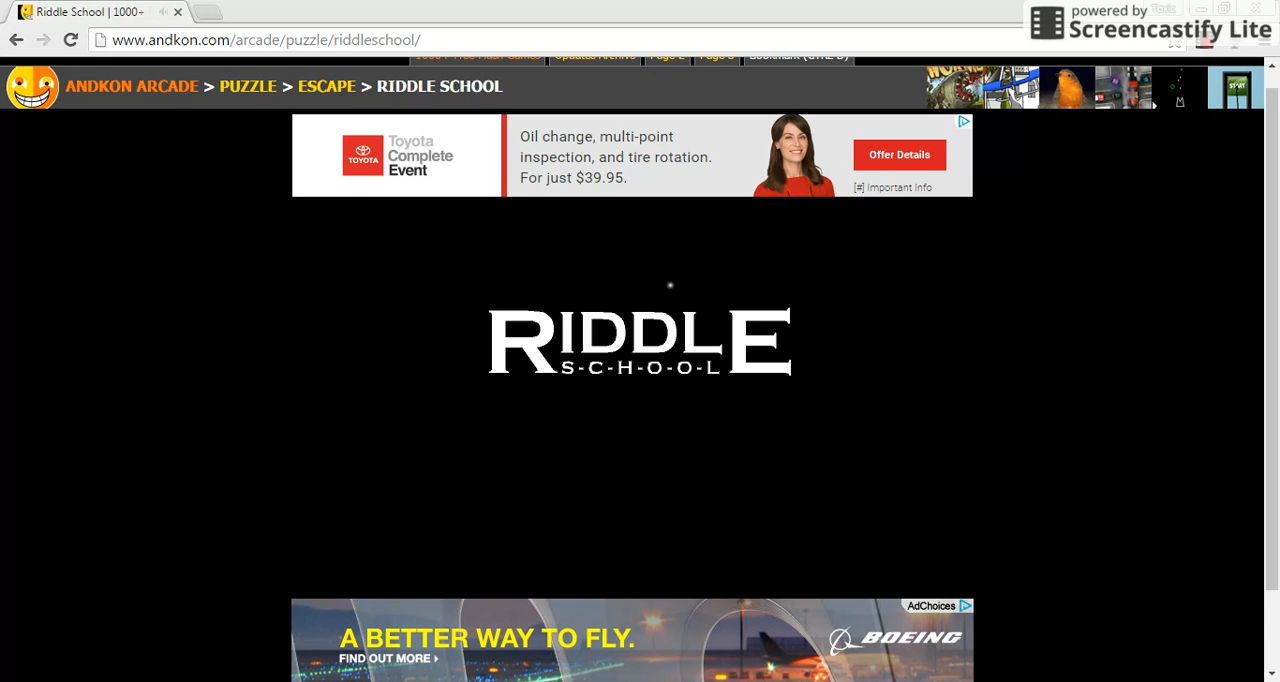 Riddle School | 1000+
powered by
Screencastify Lite
www.andkon.com/arcade/puzzle/riddleschool/
ANDKON ARCADE > PUZZLE > ESCAPE > RIDDLE SCHOOL
START
TOYOTA
Toyota
Complete
Event
Oil change, multi-point
inspection, and tire rotation.
For just $39.95.
Offer Details
[#] Important Info
RIDDLE
S-C-H-O-O-L
AdChoices
A BETTER WAY TO FLY.
FIND OUT MORE
BOEING